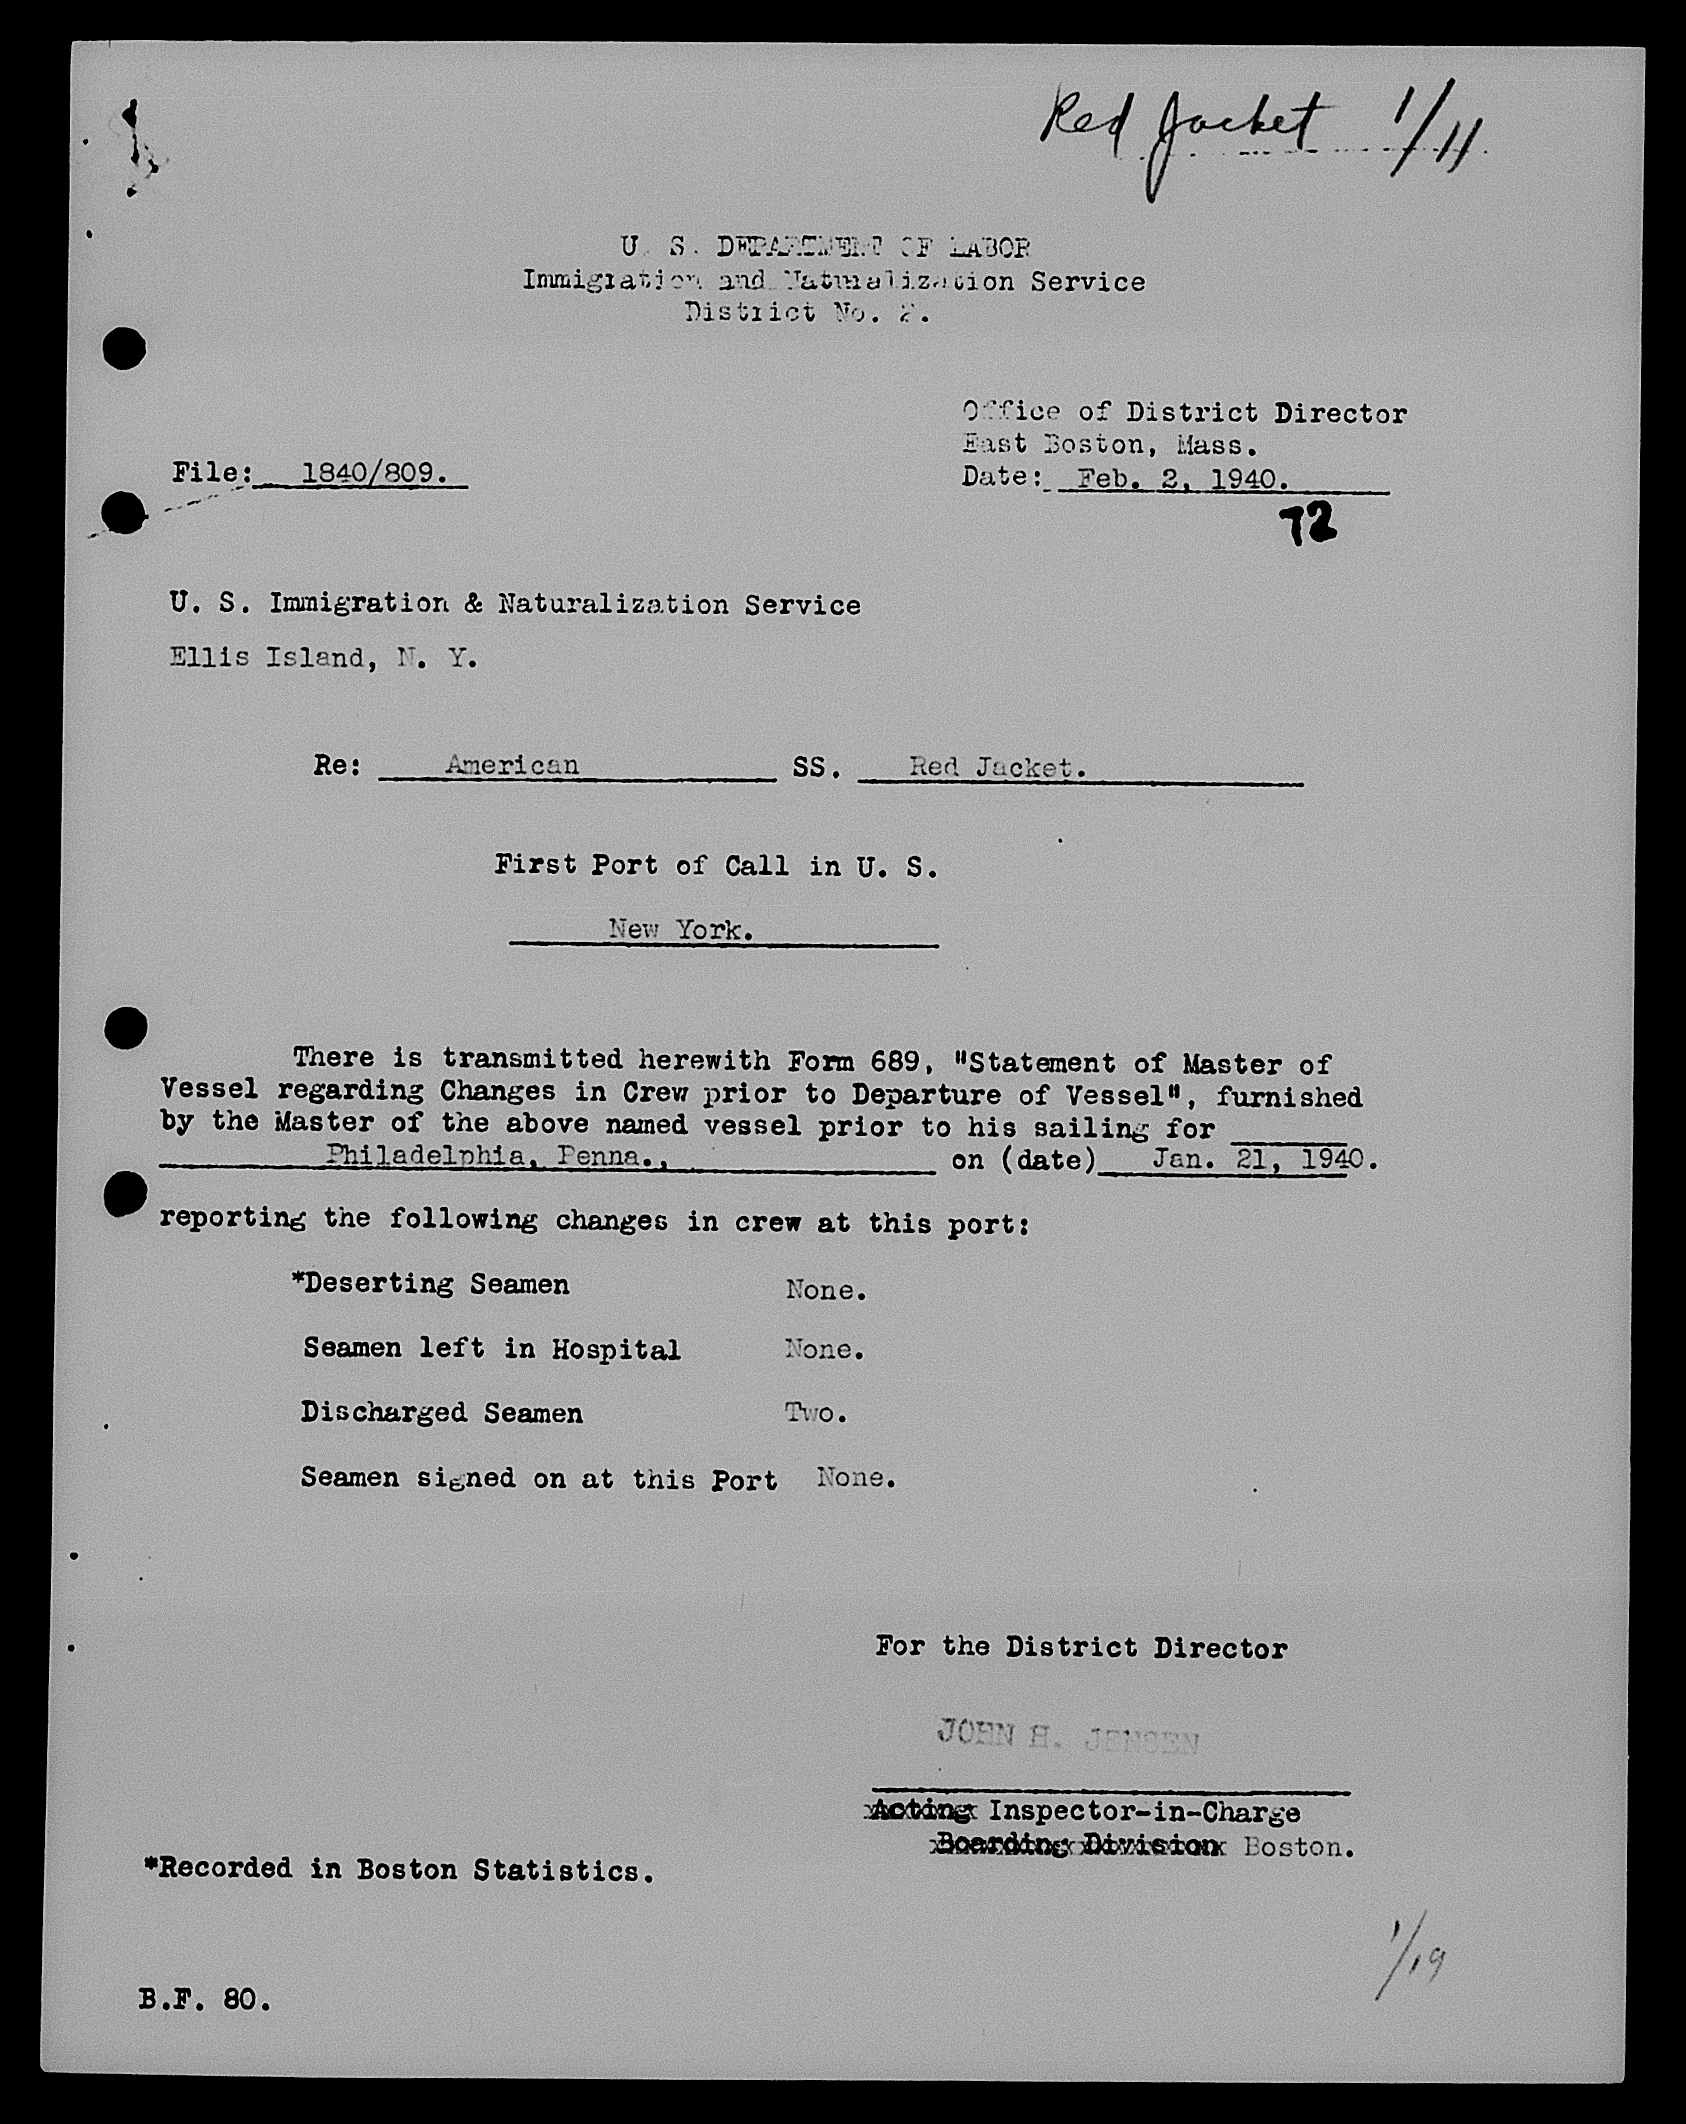 Red Jacket 1/11
U. S. DEPARTMENT OF LABOR
Immigration and Naturalization Service
District No. 2.
Office of District Director
East Boston, Mass.
File: 1840/809.
Date: Feb. 2, 1940.
72
U. S. Immigration & Naturalization Service
Ellis Island, N. Y.
Re: American SS. Red Jacket.
First Port of Call in U. S.
New York.
There is transmitted herewith Form 689, "Statement of Master of
Vessel regarding Changes in Crew prior to Departure of Vessel", furnished
by the Master of the above named vessel prior to his sailing for
Philadelphia, Penna., on (date) Jan. 21, 1940.
reporting the following changes in crew at this port:
*Deserting Seamen None.
Seamen left in Hospital None.
Discharged Seamen Two.
Seamen signed on at this Port None.
For the District Director
JOHN H. JENSEN
Acting Inspector-in-Charge
Boarding Division Boston.
*Recorded in Boston Statistics.
1/19
B.F. 80.